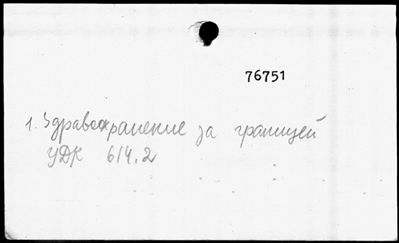 76751
1. Здравоохранение за границей
УДК 614.2